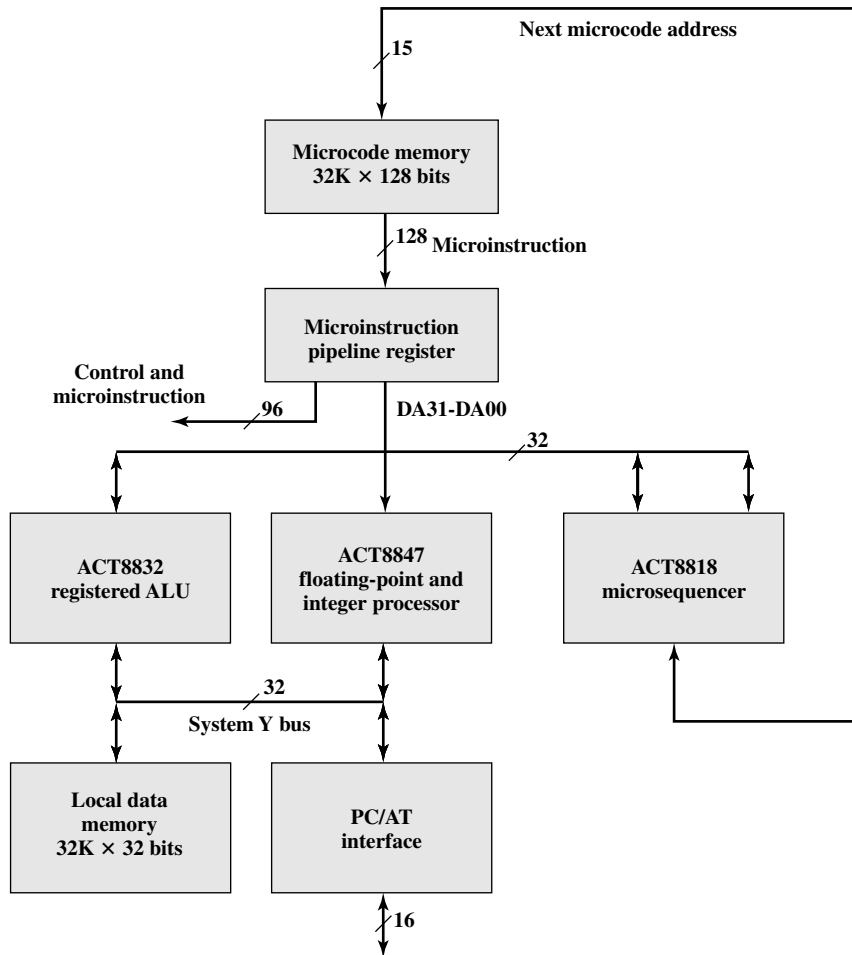 Next microcode address
15
Microcode memory
32K × 128 bits
128
Microinstruction
Microinstruction
pipeline register
Control and
microinstruction
96
DA31-DA00
32
ACT8832
registered ALU
ACT8847
floating-point and
integer processor
ACT8818
microsequencer
32
System Y bus
Local data
memory
32K × 32 bits
PC/AT
interface
16